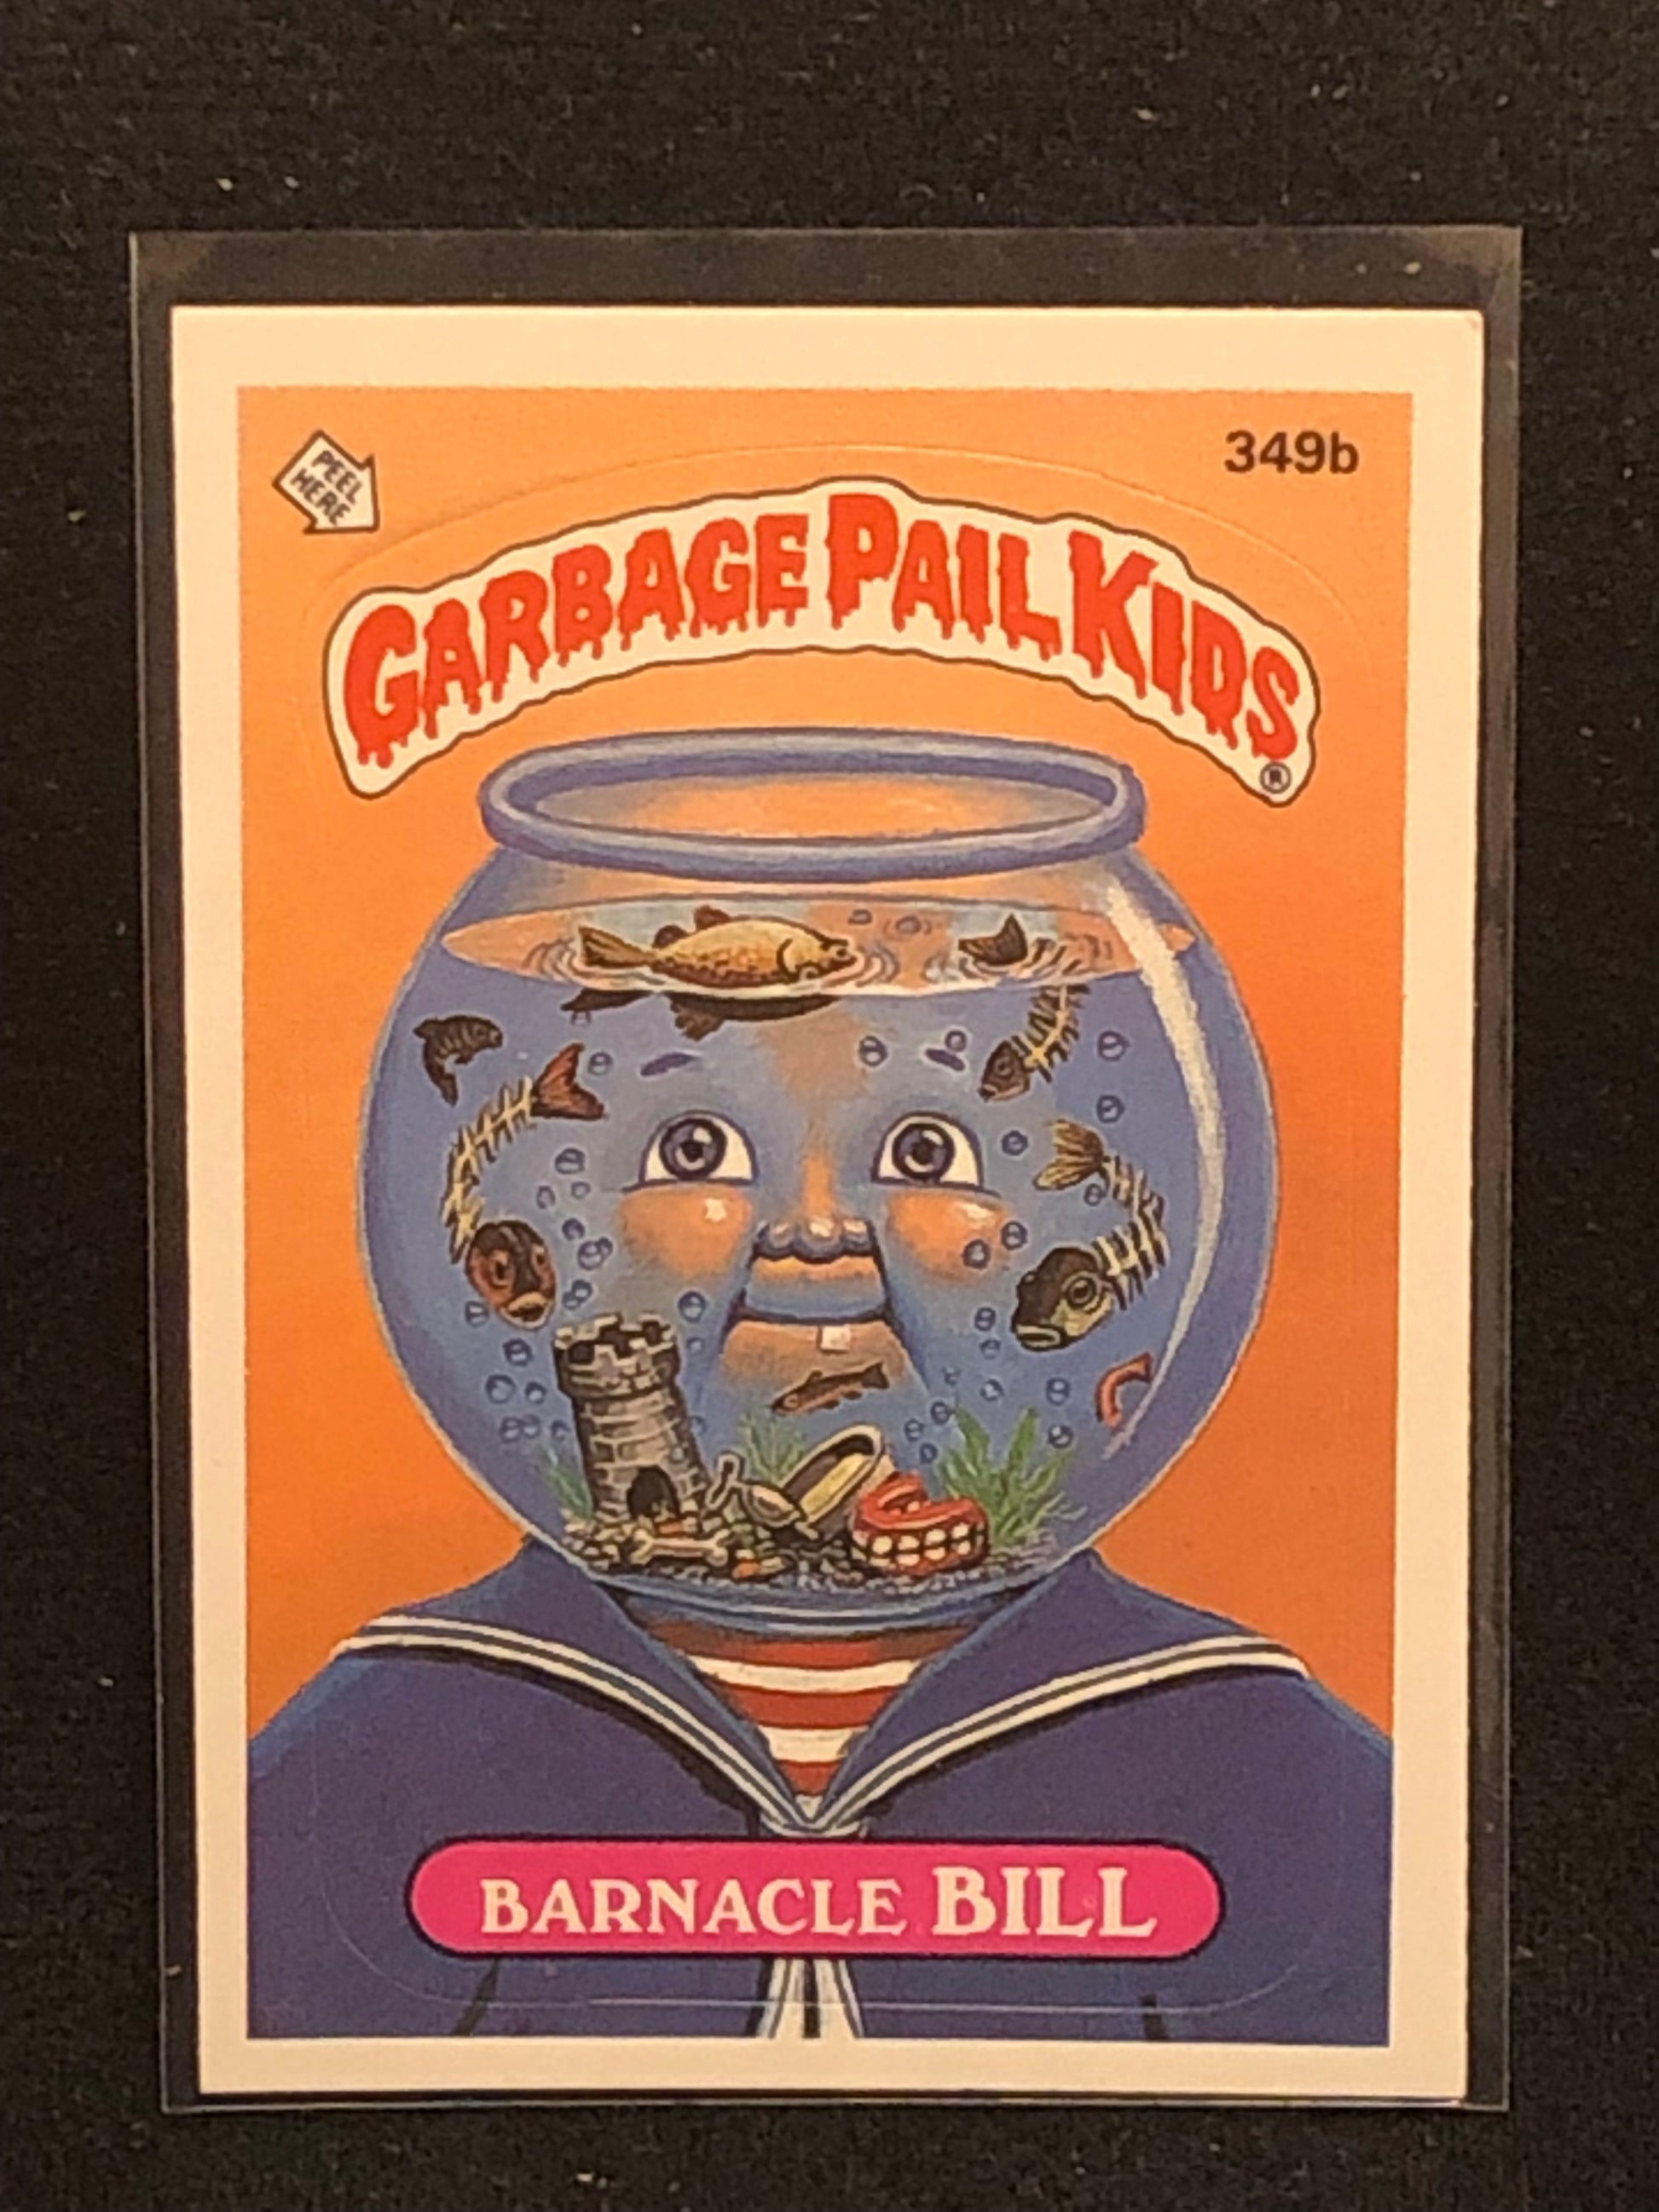 PEEL
HERE
349b
GARBAGE PAIL KIDS
®
BARNACLE BILL